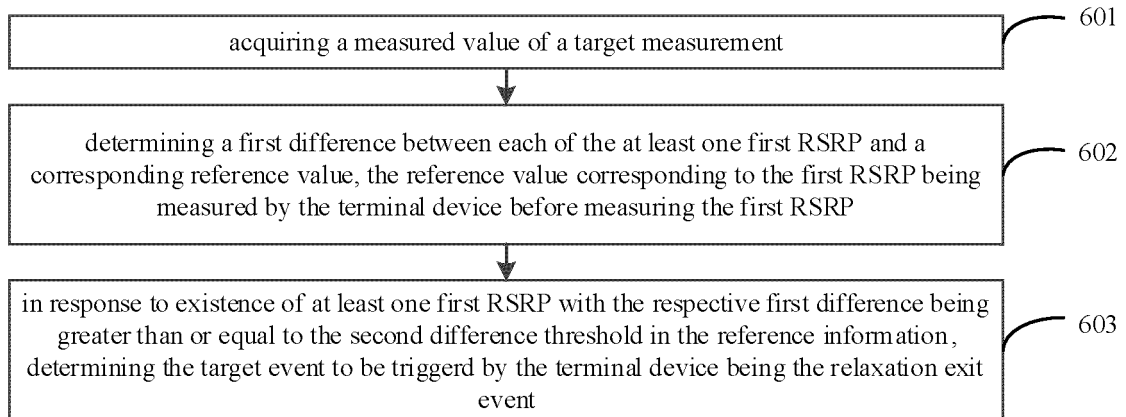 acquiring a measured value of a target measurement
601
determining a first difference between each of the at least one first RSRP and a
corresponding reference value, the reference value corresponding to the first RSRP being
measured by the terminal device before measuring the first RSRP
602
in response to existence of at least one first RSRP with the respective first difference being
greater than or equal to the second difference threshold in the reference information,
determining the target event to be triggerd by the terminal device being the relaxation exit
event
603